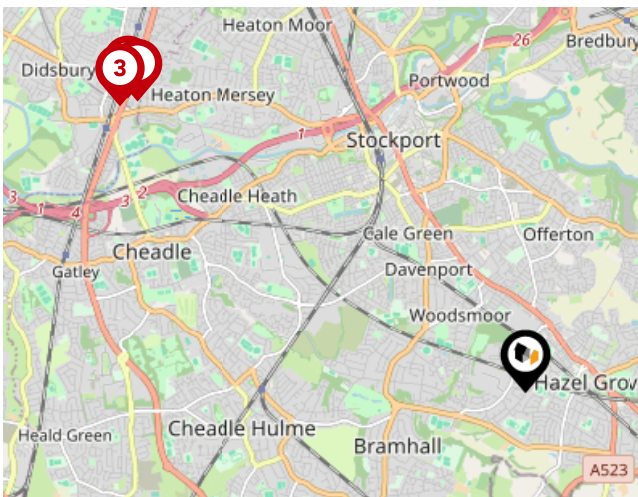 Heaton Moor
26
Bredbury
Didsbury
3
Portwood
Heaton Mersey
1
Stockport
3
1
2
3
4
Cheadle Heath
Cale Green
Offerton
Cheadle
Gatley
Davenport
Woodsmoor
Hazel Grov
Cheadle Hulme
Heald Green
Bramhall
A523